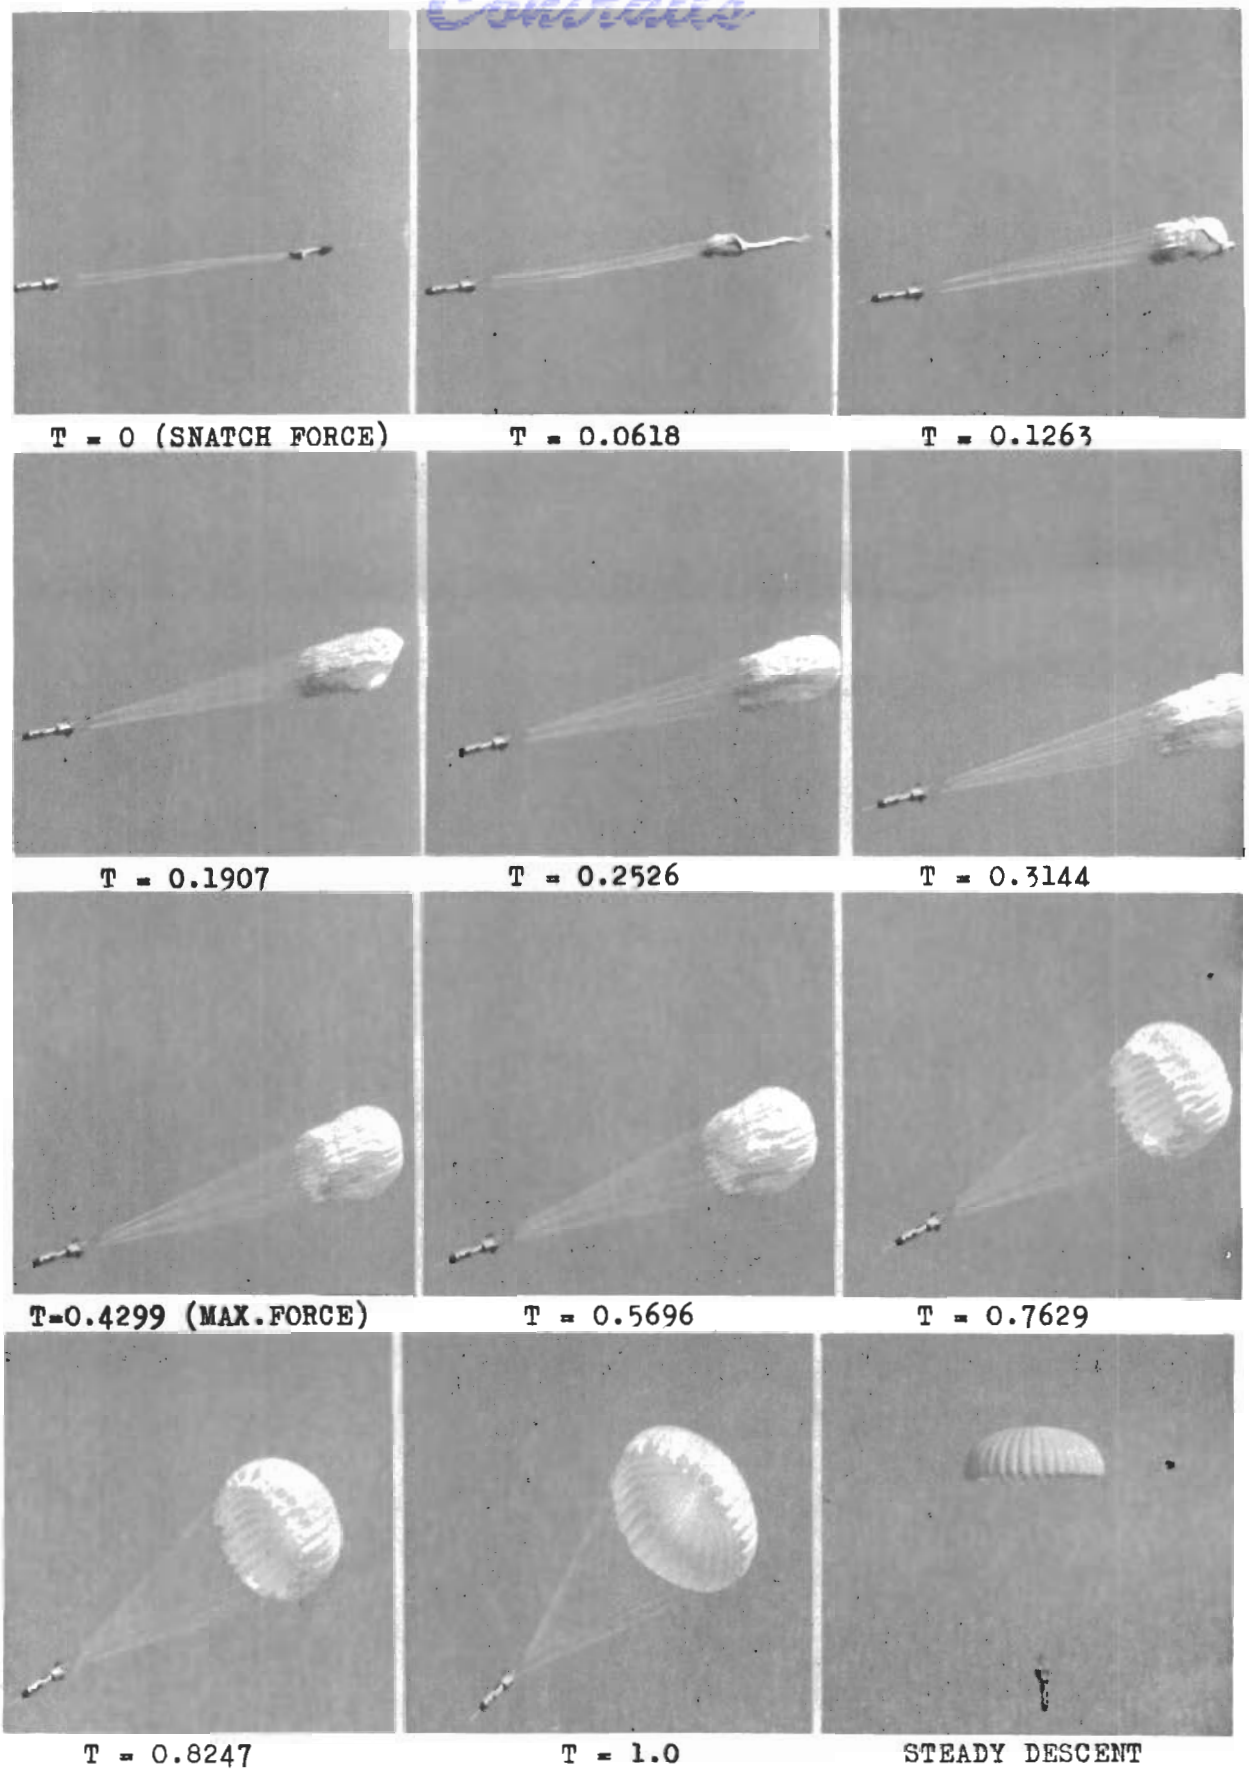 Contrails
T = 0 (SNATCH FORCE) T = 0.0618 T = 0.1263
T = 0.1907 T = 0.2526 T = 0.3144
T=0.4299 (MAX.FORCE) T = 0.5696 T = 0.7629
T = 0.8247 T = 1.0 STEADY DESCENT